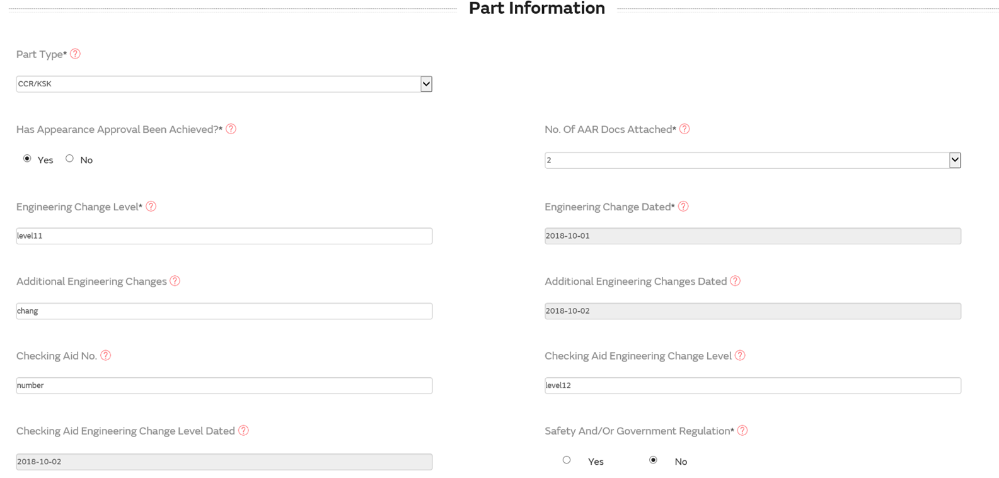 Part Information
Part Type*
CCR/KSK
Has Appearance Approval Been Achieved?*
No. Of AAR Docs Attached*
Yes No
2
Engineering Change Level*
Engineering Change Dated*
level11
2018-10-01
Additional Engineering Changes
Additional Engineering Changes Dated
chang
2018-10-02
Checking Aid No.
Checking Aid Engineering Change Level
number
level12
Checking Aid Engineering Change Level Dated
Safety And/Or Government Regulation*
2018-10-02
Yes No